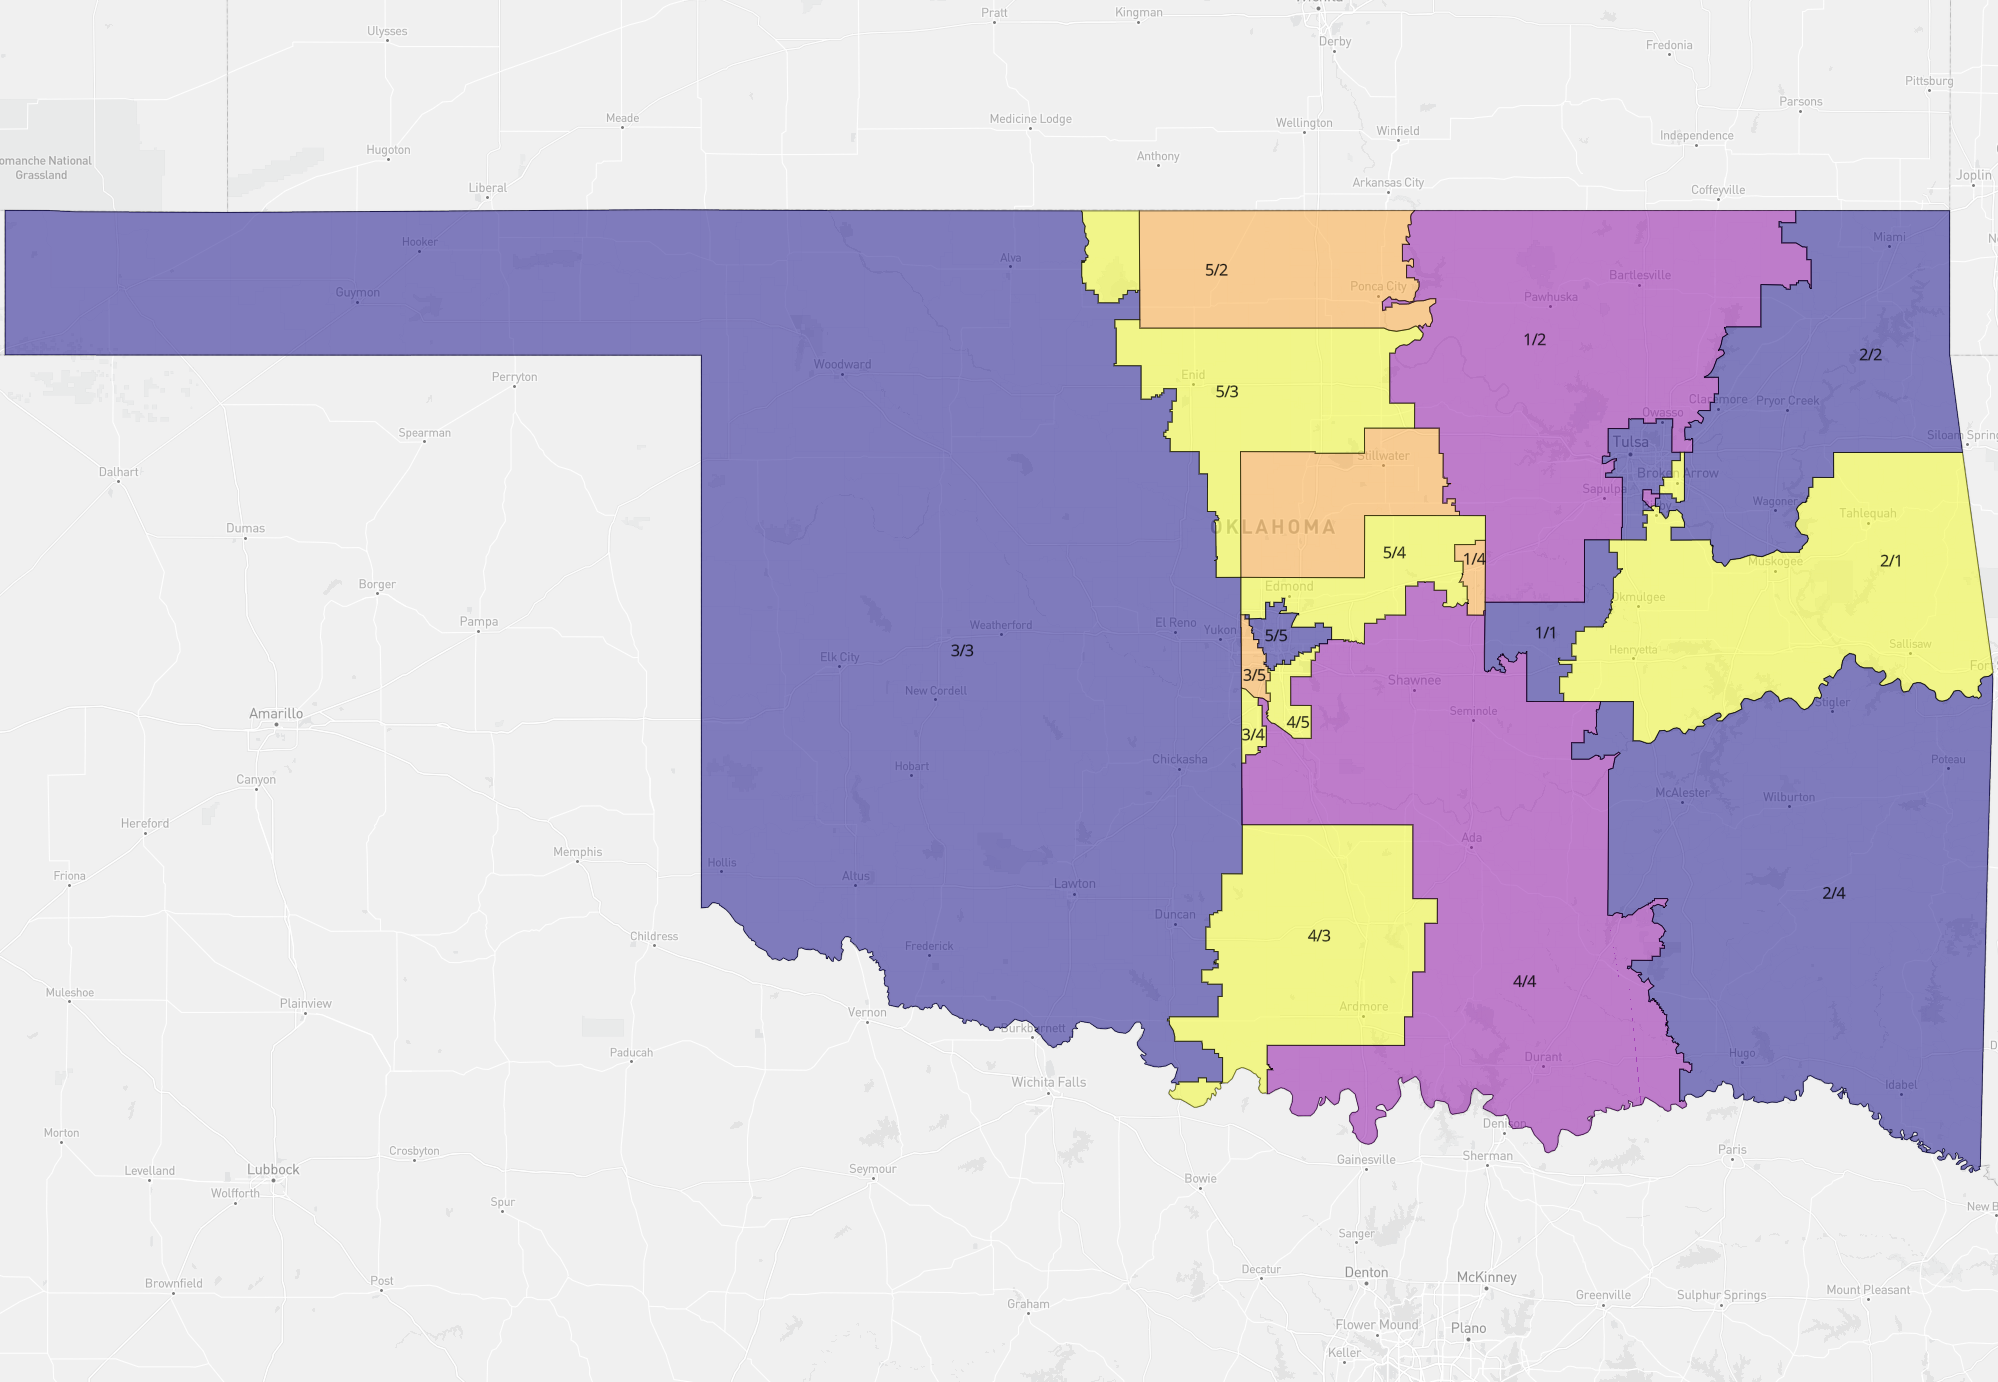 Pratt
Kingman
Ulysses
Derby
Fredonia
Pittsburg
Parsons
Meade
Medicine Lodge
Wellington
Winfield
Independence
Hugoton
Anthony
omanche National
Grassland
Joplin
Liberal
Arkansas City
Coffeyville
Hooker
Alva
Miami
5/2
Bartlesville
Guymon
Ponca City
Pawhuska
1/2
2/2
Woodward
Perryton
Enid
5/3
Claremore
Pryor Creek
Owasso
Spearman
Tulsa
Siloam Spring
Stillwater
Dalhart
Broken Arrow
Sapulpa
Wagoner
Tahlequah
Dumas
OKLAHOMA
5/4
1/4
2/1
Muskogee
Borger
Edmond
Okmulgee
Pampa
Weatherford
El Reno
Yukon
5/5
1/1
3/3
Elk City
Henryetta
Sallisaw
Fort
3/5
New Cordell
Shawnee
Stigler
Amarillo
Seminole
4/5
3/4
Canyon
Hobart
Chickasha
Poteau
McAlester
Wilburton
Hereford
Ada
Memphis
Hollis
Friona
Altus
Lawton
2/4
Duncan
Childress
Frederick
4/3
4/4
Muleshoe
Plainview
Vernon
Ardmore
Burkburnett
Paducah
Durant
Hugo
Wichita Falls
Idabel
Morton
Denison
Crosbyton
Gainesville
Sherman
Paris
Levelland
Lubbock
Seymour
Wolfforth
Spur
Bowie
New B
Sanger
Decatur
Denton
McKinney
Brownfield
Post
Mount Pleasant
Greenville
Sulphur Springs
Graham
Flower Mound
Plano
Keller